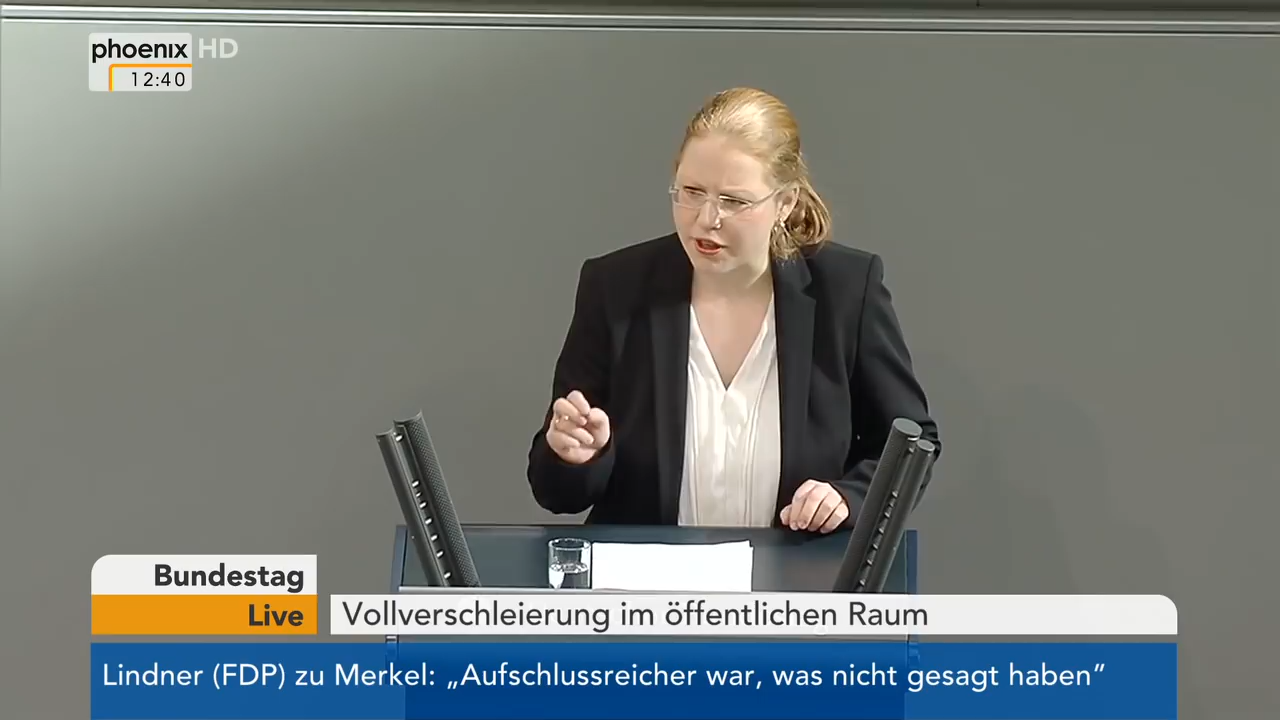 phoenix HD
12:40
Bundestag
Live
Vollverschleierung im öffentlichen Raum
Lindner (FDP) zu Merkel: „Aufschlussreicher war, was nicht gesagt haben”